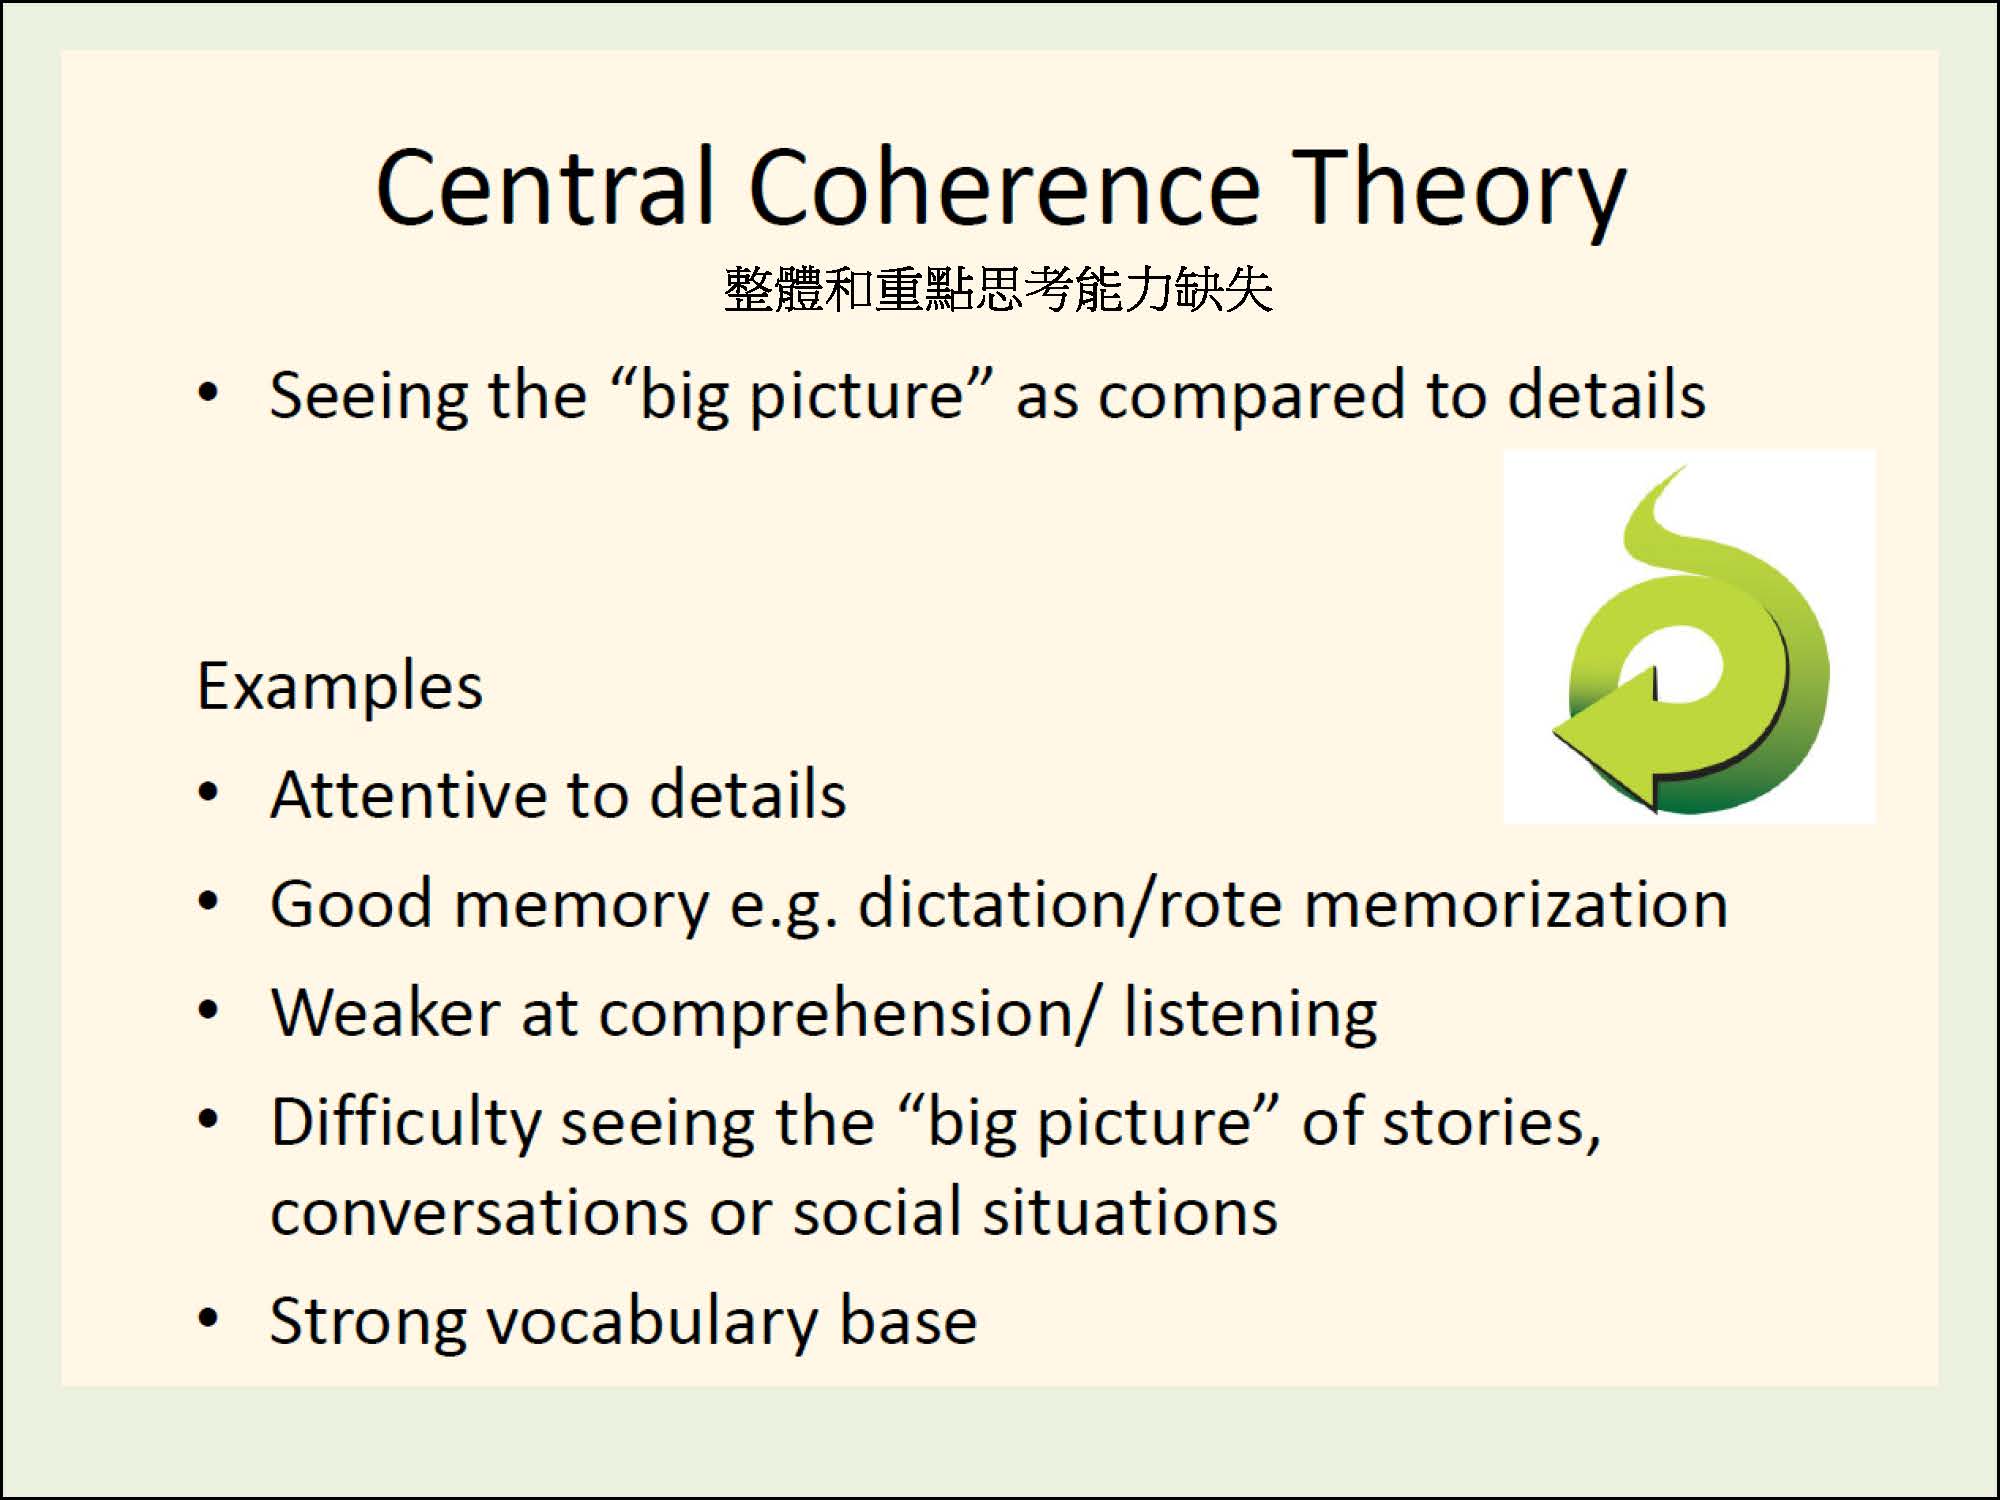 Central Coherence Theory
整體和重點思考能力缺失
• Seeing the “big picture” as compared to details
Examples
• Attentive to details
• Good memory e.g. dictation/rote memorization
• Weaker at comprehension/ listening
• Difficulty seeing the “big picture” of stories,
conversations or social situations
• Strong vocabulary base